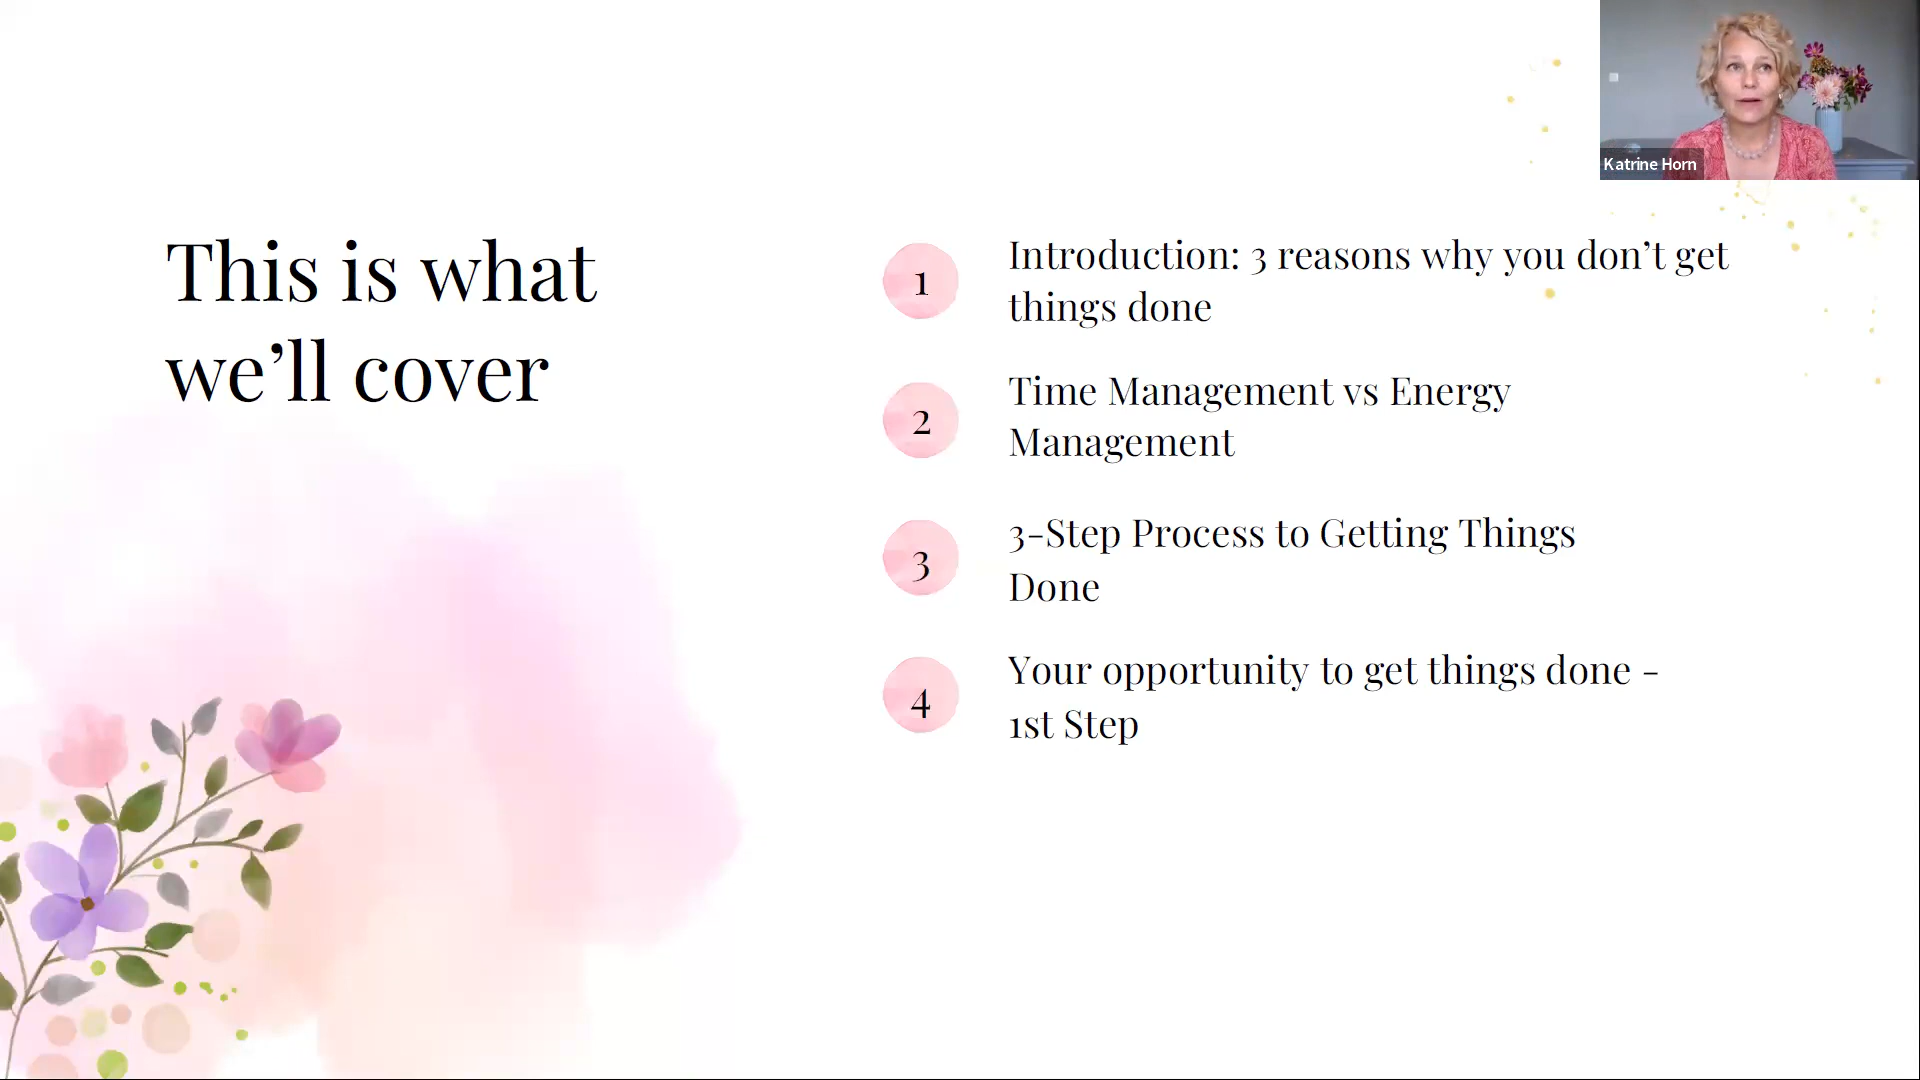 Katrine Horn
This is what
we’ll cover
1
Introduction: 3 reasons why you don’t get
things done
2
Time Management vs Energy
Management
3
3-Step Process to Getting Things
Done
4
Your opportunity to get things done -
1st Step